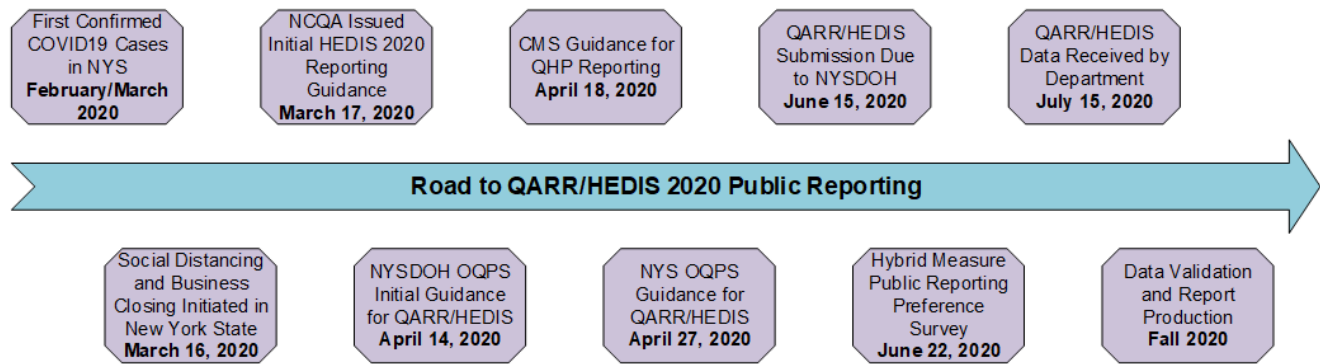 First Confirmed
COVID19 Cases
in NYS
February/March
2020
NCQA Issued
Initial HEDIS 2020
Reporting
Guidance
March 17, 2020
CMS Guidance for
QHP Reporting
April 18, 2020
QARR/HEDIS
Submission Due
to NYSDOH
June 15, 2020
QARR/HEDIS
Data Received by
Department
July 15, 2020
Road to QARR/HEDIS 2020 Public Reporting
Social Distancing
and Business
Closing Initiated in
New York State
March 16, 2020
NYSDOH OQPS
Initial Guidance
for QARR/HEDIS
April 14, 2020
NYS OQPS
Guidance for
QARR/HEDIS
April 27, 2020
Hybrid Measure
Public Reporting
Preference
Survey
June 22, 2020
Data Validation
and Report
Production
Fall 2020